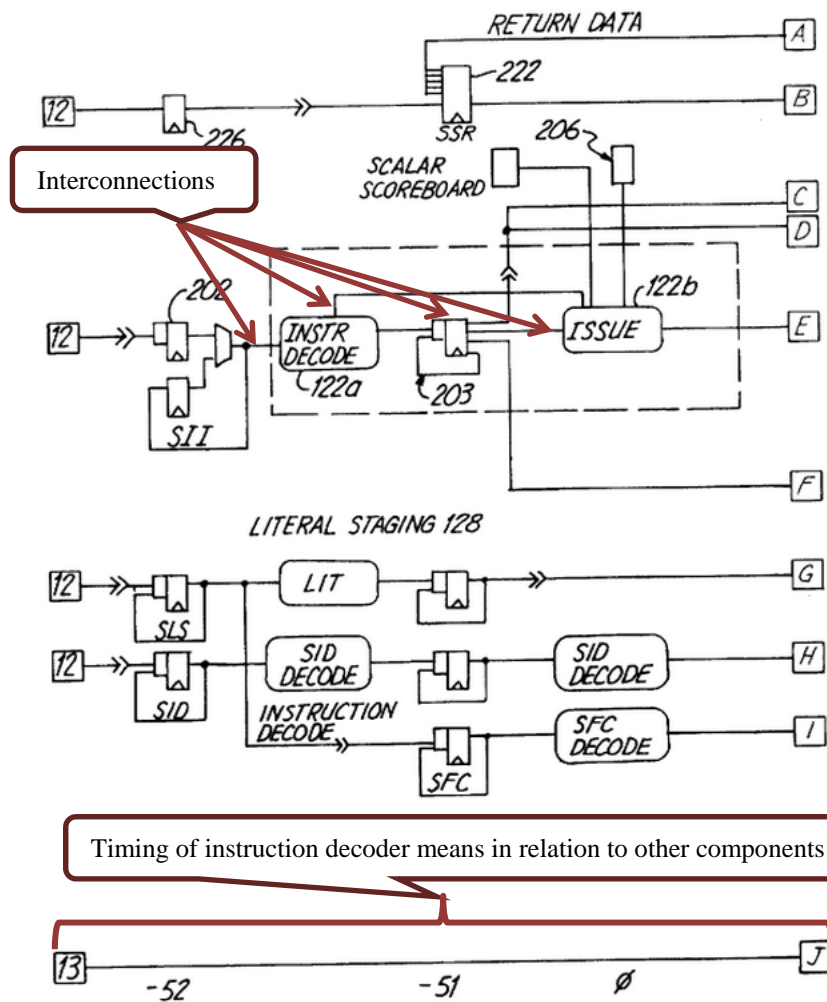 RETURN DATA
A
222
12
B
226
SSR
206
Interconnections
SCALAR
SCOREBOARD
C
D
202
122b
12
INSTR
DECODE
ISSUE
E
122a
203
SII
F
LITERAL STAGING 128
12
LIT
G
SLS
12
SID
DECODE
SID
DECODE
H
SID
INSTRUCTION
DECODE
SFC
DECODE
I
SFC
Timing of instruction decoder means in relation to other components
13
J
-52
-51
φ